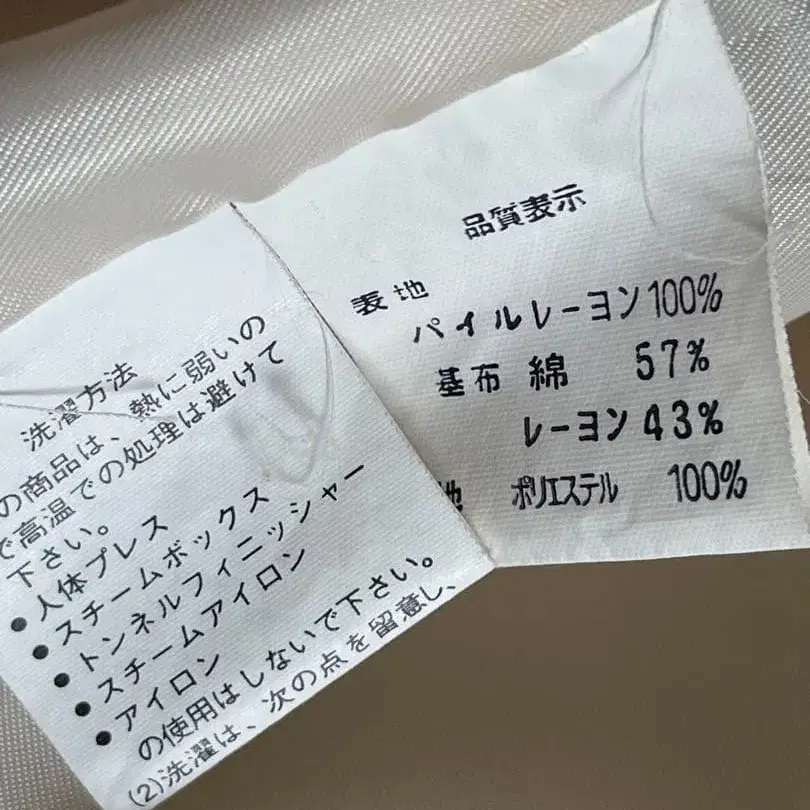 洗濯方法
の商品は、熱に弱いの
で高温での処理は避けて
下さい。
●人体プレス
●スチームボックス
●トンネルフィニッシャー
●スチームアイロン
●アイロン
の使用はしないで下さい。
(2)洗濯は、次の点を留意し、
品質表示
表地
パイルレーヨン100%
基布 綿 57%
レーヨン 43%
地 ポリエステル 100%